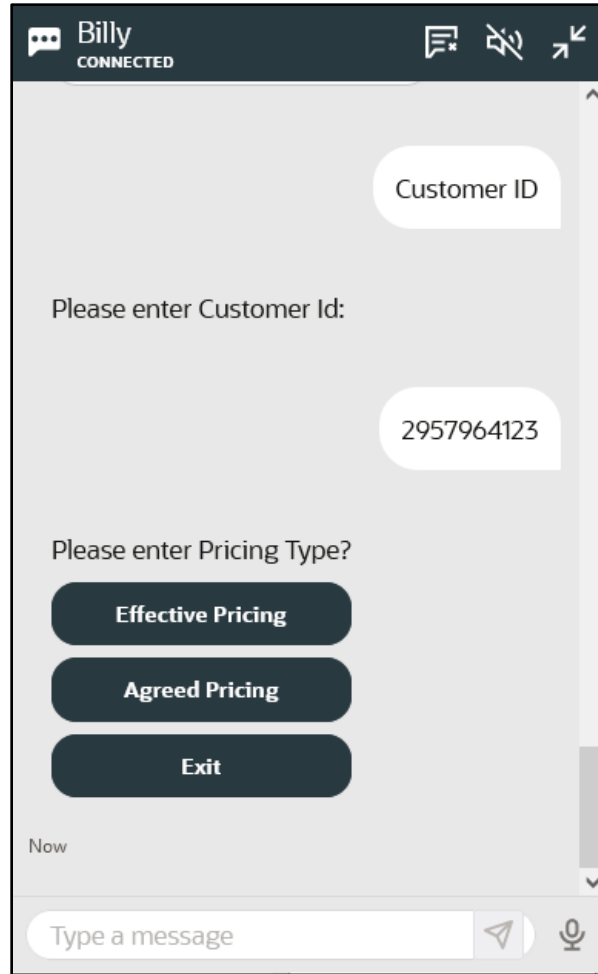 Billy
CONNECTED
Customer ID
Please enter Customer Id:
2957964123
Please enter Pricing Type?
Effective Pricing
Agreed Pricing
Exit
Now
Type a message